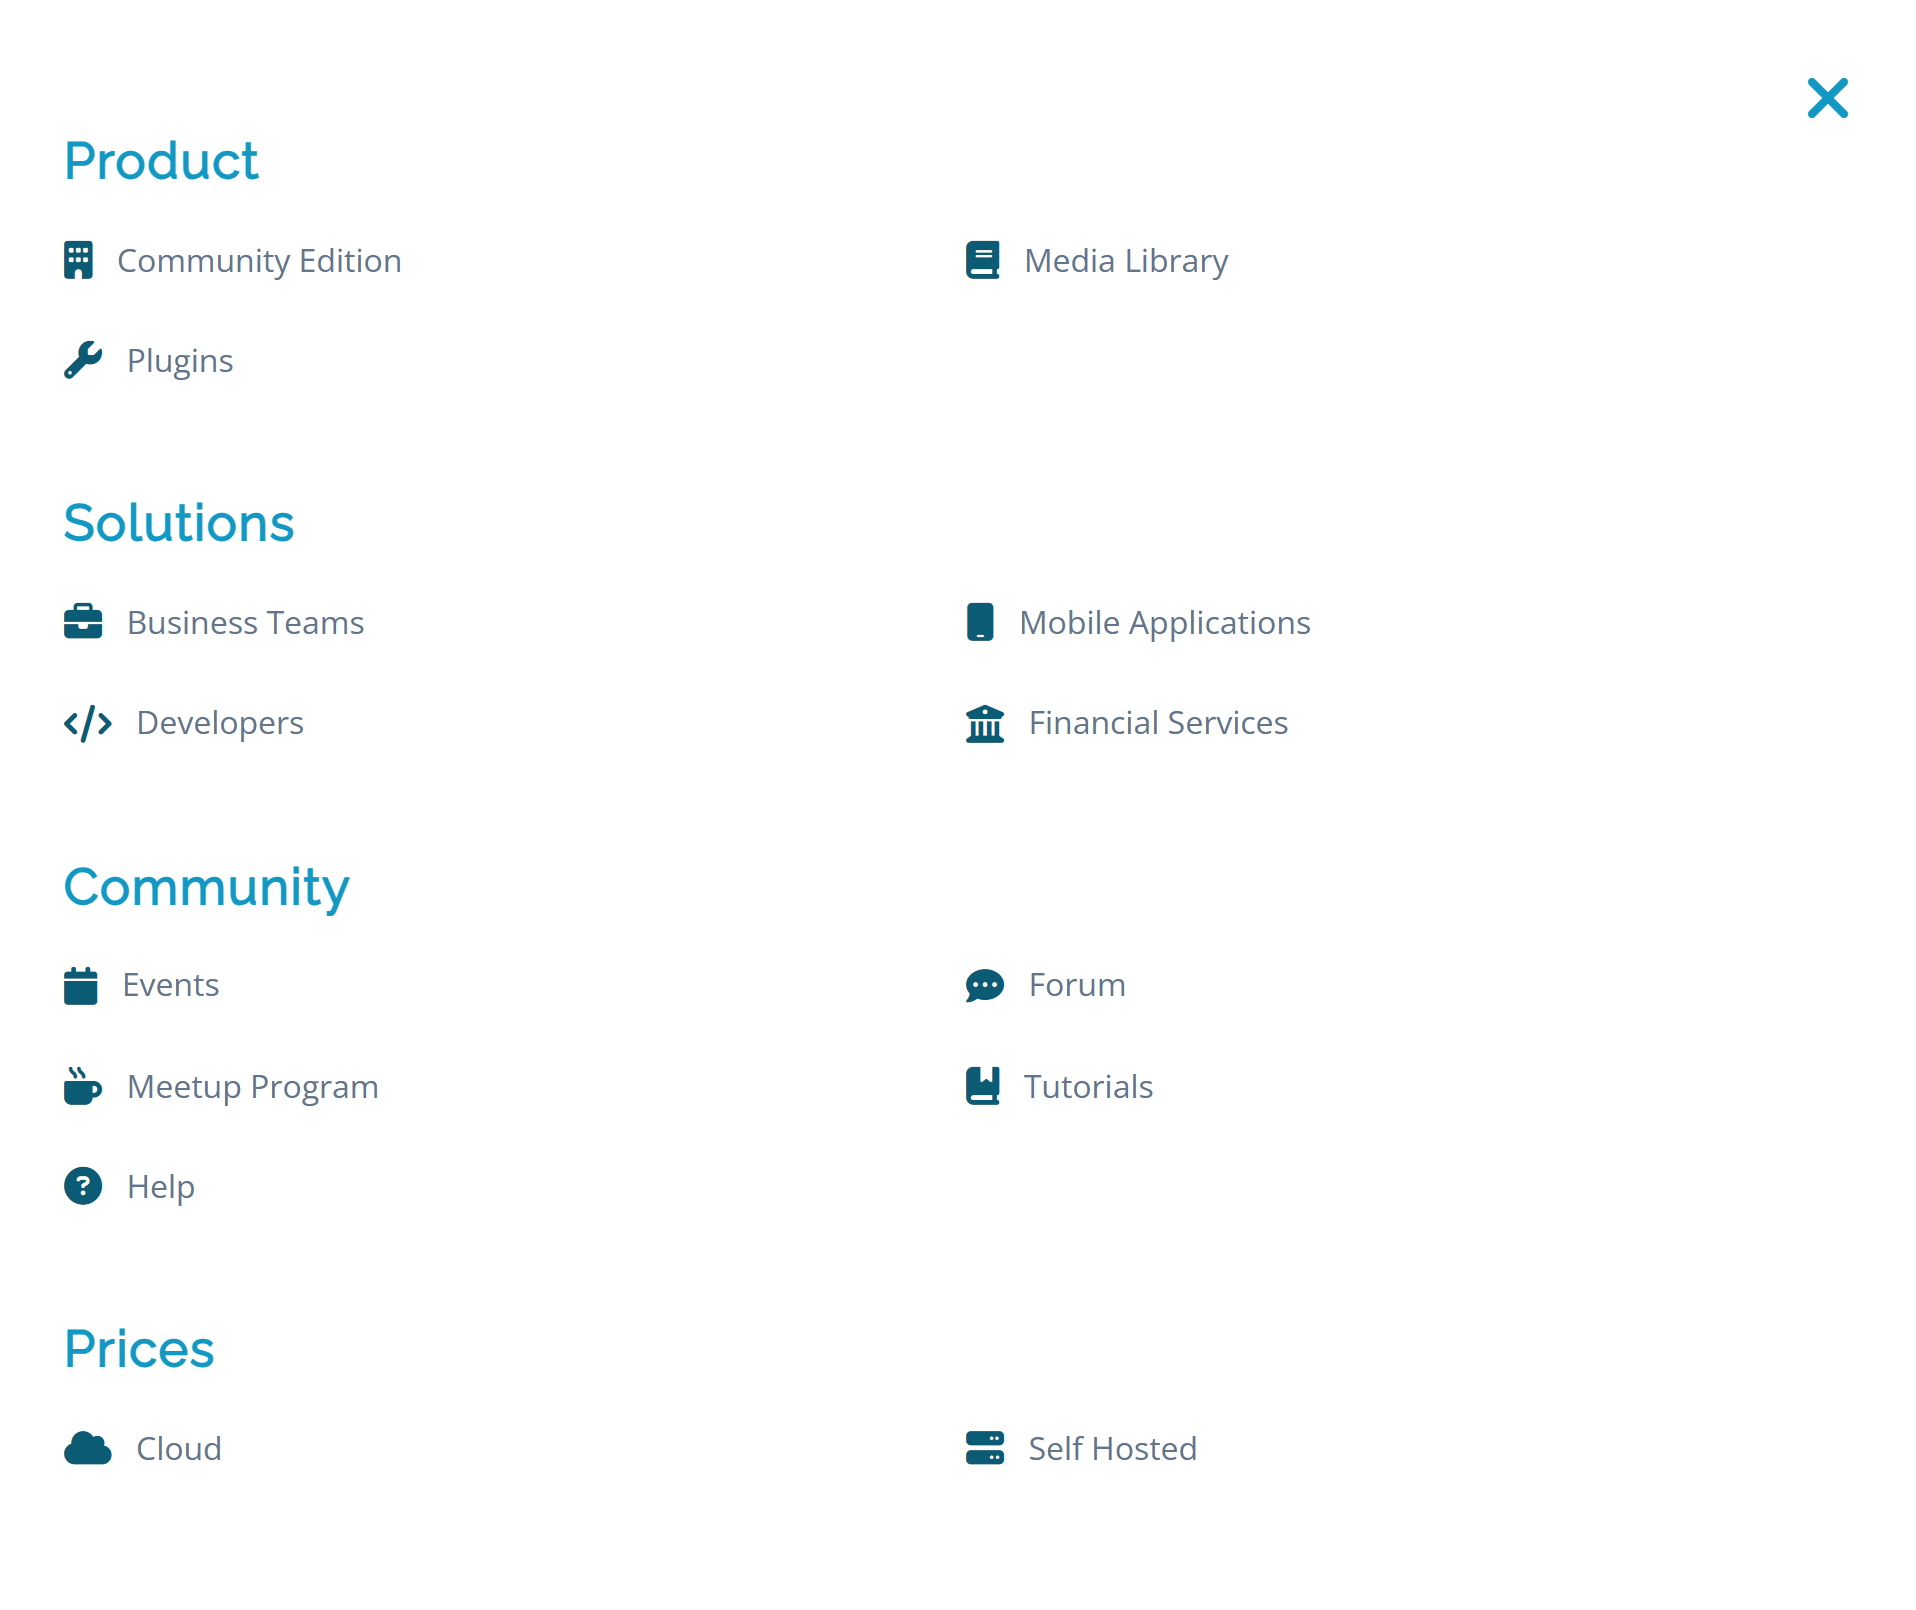 Product
Community Edition
Media Library
Plugins
Solutions
Business Teams
Mobile Applications
Developers
Financial Services
Community
Events
Forum
Meetup Program
Tutorials
Help
Prices
Cloud
Self Hosted